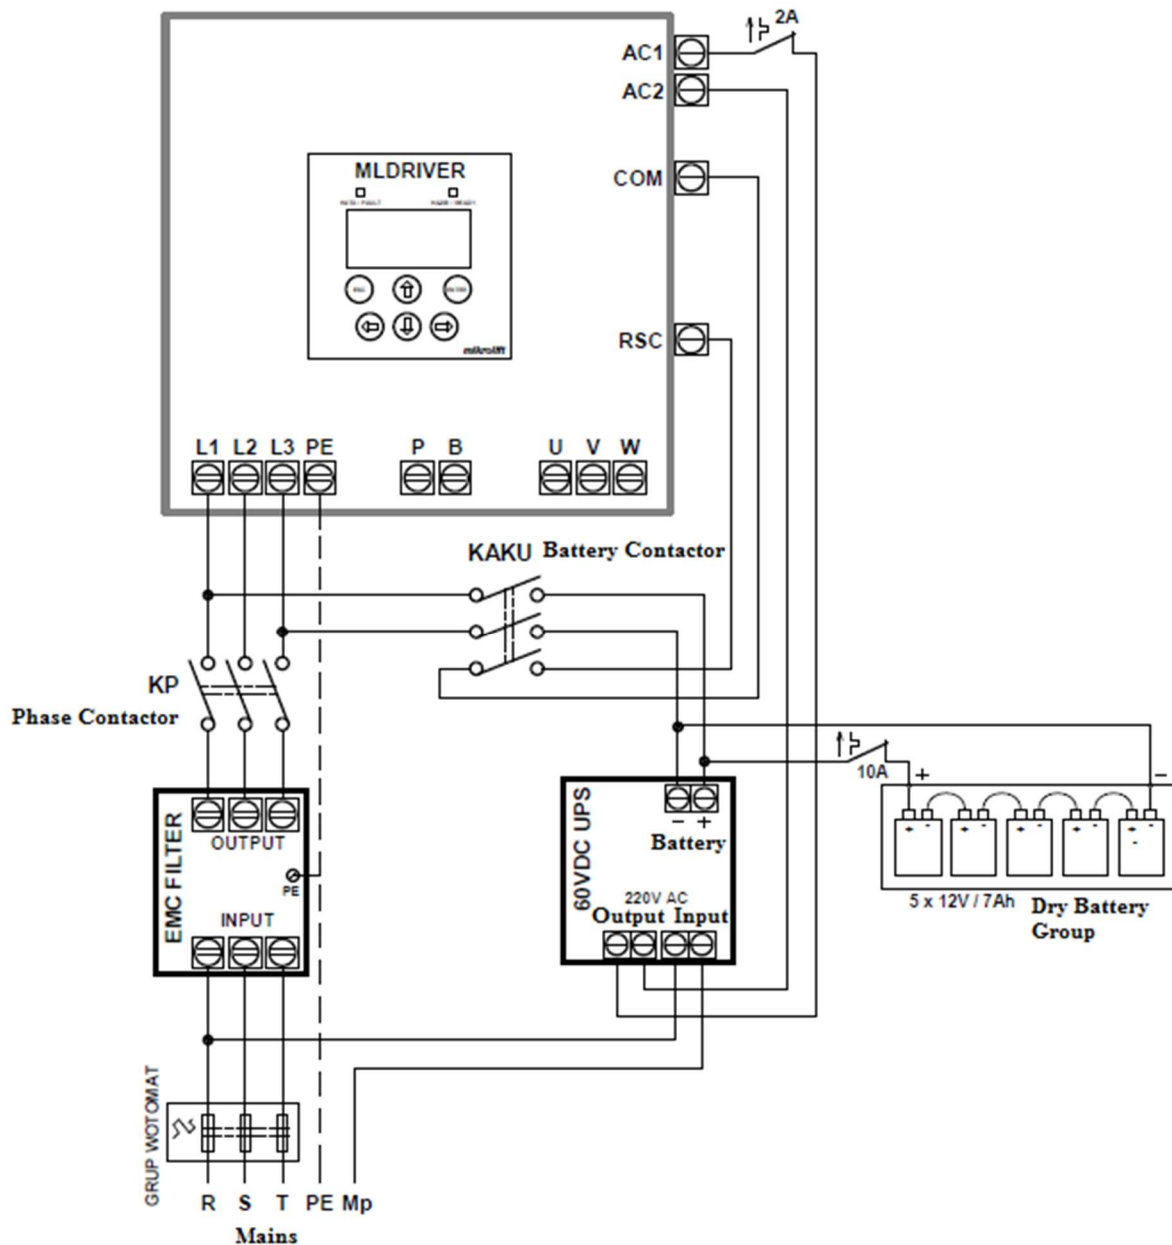 2A
AC1
AC2
MLDRIVER
COM
RSC
mikrolift
L1 L2 L3 PE P B U V W
KAKU Battery Contactor
KP
Phase Contactor
10A
+ -
EMC FILTER
OUTPUT
PE
INPUT
60VDC UPS
- +
Battery
220V AC
Output Input
+ - + - + - + - + -
-
5 x 12V / 7Ah
Dry Battery
Group
GRUP WOTOMAT
R S T PE Mp
Mains